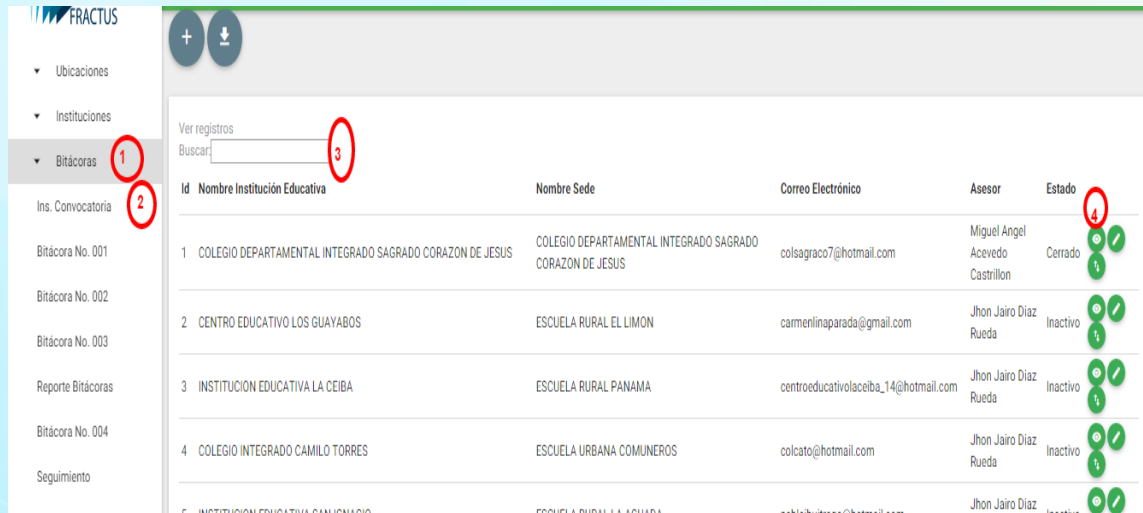 FRACTUS
Ubicaciones
Instituciones
Bitácoras 1
Ins. Convocatoria 2
Bitácora No. 001
Bitácora No. 002
Bitácora No. 003
Reporte Bitácoras
Bitácora No. 004
Seguimiento
Ver registros
Buscar: 3
Id Nombre Institución Educativa Nombre Sede Correo Electrónico Asesor Estado
4
1 COLEGIO DEPARTAMENTAL INTEGRADO SAGRADO CORAZON DE JESUS COLEGIO DEPARTAMENTAL INTEGRADO SAGRADO CORAZON DE JESUS colsagraco7@hotmail.com Miguel Angel Acevedo Castrillon Cerrado
2 CENTRO EDUCATIVO LOS GUAYABOS ESCUELA RURAL EL LIMON carmenlinaparada@gmail.com Jhon Jairo Diaz Rueda Inactivo
3 INSTITUCION EDUCATIVA LA CEIBA ESCUELA RURAL PANAMA centroeducativolaceiba_14@hotmail.com Jhon Jairo Diaz Rueda Inactivo
4 COLEGIO INTEGRADO CAMILO TORRES ESCUELA URBANA COMUNEROS colcato@hotmail.com Jhon Jairo Diaz Rueda Inactivo
Jhon Jairo Diaz